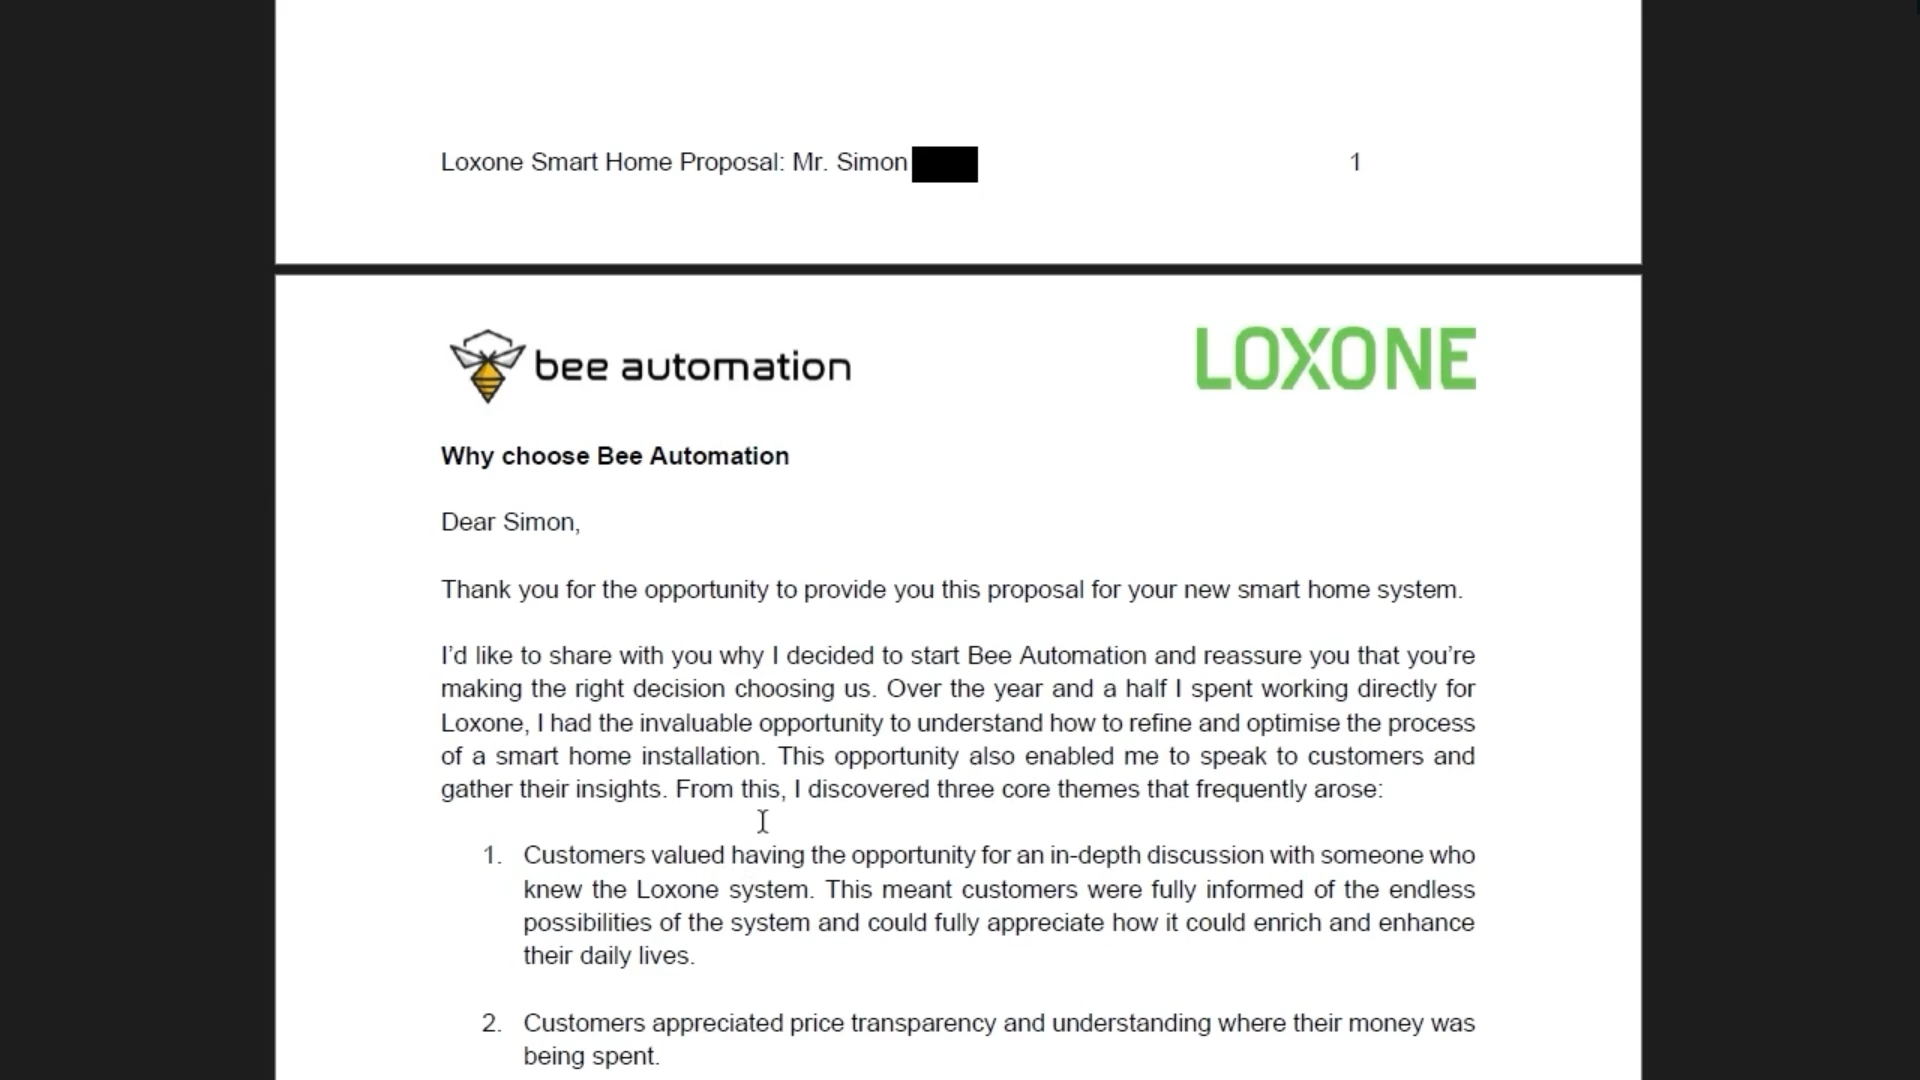 Loxone Smart Home Proposal: Mr. Simon
1
bee automation
LOXONE
Why choose Bee Automation
Dear Simon,
Thank you for the opportunity to provide you this proposal for your new smart home system.
I’d like to share with you why I decided to start Bee Automation and reassure you that you’re
making the right decision choosing us. Over the year and a half I spent working directly for
Loxone, I had the invaluable opportunity to understand how to refine and optimise the process
of a smart home installation. This opportunity also enabled me to speak to customers and
gather their insights. From this, I discovered three core themes that frequently arose:
1. Customers valued having the opportunity for an in-depth discussion with someone who
knew the Loxone system. This meant customers were fully informed of the endless
possibilities of the system and could fully appreciate how it could enrich and enhance
their daily lives.
2. Customers appreciated price transparency and understanding where their money was
being spent.